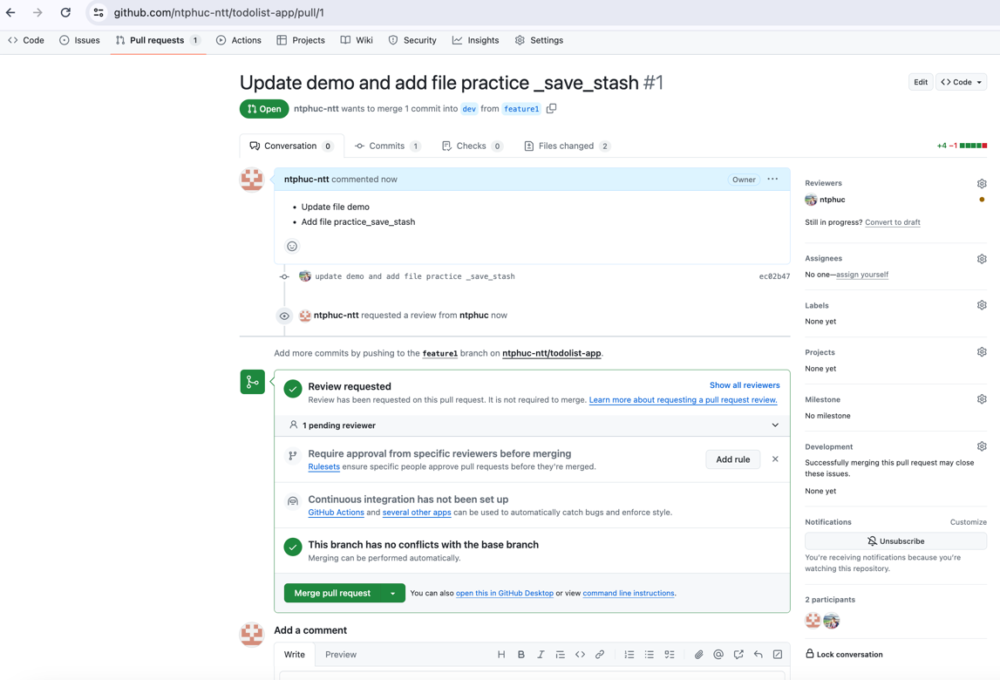 github.com/ntphuc-ntt/todolist-app/pull/1
Code Issues Pull requests 1 Actions Projects Wiki Security Insights Settings
Update demo and add file practice _save_stash #1
Edit Code
Open ntphuc-ntt wants to merge 1 commit into dev from feature1
Conversation 0 Commits 1 Checks 0 Files changed 2
+4 −1
ntphuc-ntt commented now Owner
• Update file demo
• Add file practice_save_stash
update demo and add file practice _save_stash ec02b47
ntphuc-ntt requested a review from ntphuc now
Add more commits by pushing to the feature1 branch on ntphuc-ntt/todolist-app.
Review requested Show all reviewers
Review has been requested on this pull request. It is not required to merge. Learn more about requesting a pull request review.
1 pending reviewer
Require approval from specific reviewers before merging
Rulesets ensure specific people approve pull requests before they're merged.
Add rule
Continuous integration has not been set up
GitHub Actions and several other apps can be used to automatically catch bugs and enforce style.
This branch has no conflicts with the base branch
Merging can be performed automatically.
Merge pull request You can also open this in GitHub Desktop or view command line instructions.
Add a comment
Write Preview
Reviewers
ntphuc
Still in progress? Convert to draft
Assignees
No one—assign yourself
Labels
None yet
Projects
None yet
Milestone
No milestone
Development
Successfully merging this pull request may close
these issues.
None yet
Notifications Customize
Unsubscribe
You're receiving notifications because you're
watching this repository.
2 participants
Lock conversation